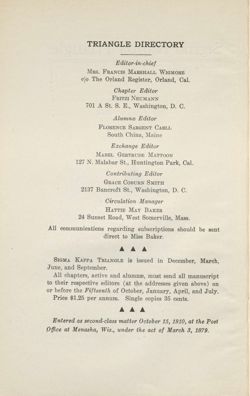 TRIANGLE DIRECTORY
Editor-in-chief
MRS. FRANCIS MARSHALL WIGMORE
c/o The Orland Register, Orland, Cal.
Chapter Editor
FRITZI NEUMANN
701 A St. S. E., Washington, D. C.
Alumnæ Editor
FLORENCE SARGENT CARLL
South China, Maine
Exchange Editor
MABEL GERTRUDE MATTOON
127 N. Malabar St., Huntington Park, Cal.
Contributing Editor
GRACE COBURN SMITH
2137 Bancroft St., Washington, D. C.
Circulation Manager
HATTIE MAY BAKER
24 Sunset Road, West Somerville, Mass.
All communications regarding subscriptions should be sent
direct to Miss Baker.
SIGMA KAPPA TRIANGLE is issued in December, March,
June, and September.
All chapters, active and alumnæ, must send all manuscript
to their respective editors (at the addresses given above) on
or before the Fifteenth of October, January, April, and July.
Price $1.25 per annum. Single copies 35 cents.
Entered as second-class matter October 15, 1910, at the Post
Office at Menasha, Wis., under the act of March 3, 1879.